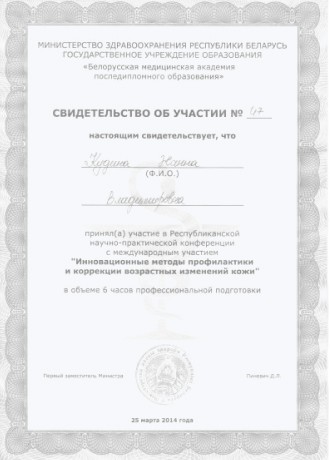 МИНИСТЕРСТВО ЗДРАВООХРАНЕНИЯ РЕСПУБЛИКИ БЕЛАРУСЬ
ГОСУДАРСТВЕННОЕ УЧРЕЖДЕНИЕ ОБРАЗОВАНИЯ
«Белорусская медицинская академия
последипломного образования»
СВИДЕТЕЛЬСТВО ОБ УЧАСТИИ № 47
настоящим свидетельствует, что
Жанна
(Ф.И.О.)
Владимировна
принял(а) участие в Республиканской
научно-практической конференции
с международным участием
"Инновационные методы профилактики
и коррекции возрастных изменений кожи"
в объеме 6 часов профессиональной подготовки
Первый заместитель Министра
Пиневич Д.Л.
25 марта 2014 года